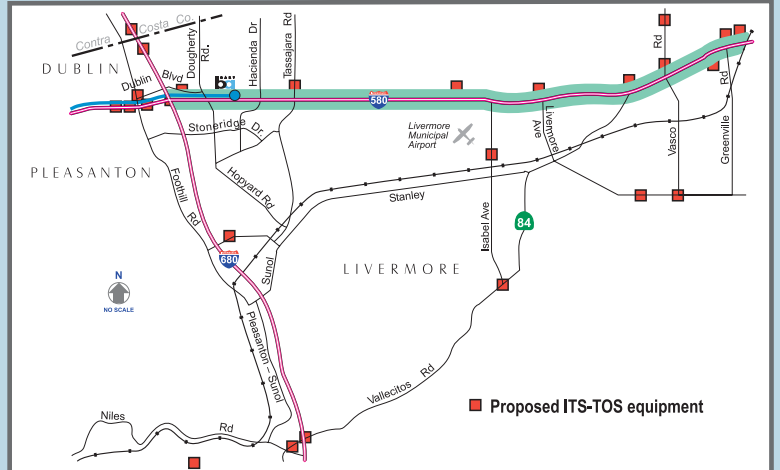 Contra Costa Co.
DUBLIN
Dublin Blvd
Dougherty
Rd.
Hacienda Dr
Tassajara Rd
EAST
580
Rd
Stoneridge Dr.
Livermore
Municipal
Airport
Livermore
Ave
Vasco
Greenville Rd
PLEASANTON
Foothill Rd
Hopyard Rd
Stanley
Isabel Ave
84
680
Sunol
LIVERMORE
N
NO SCALE
Pleasanton – Sunol
Vallecitos Rd
Proposed ITS-TOS equipment
Niles Rd